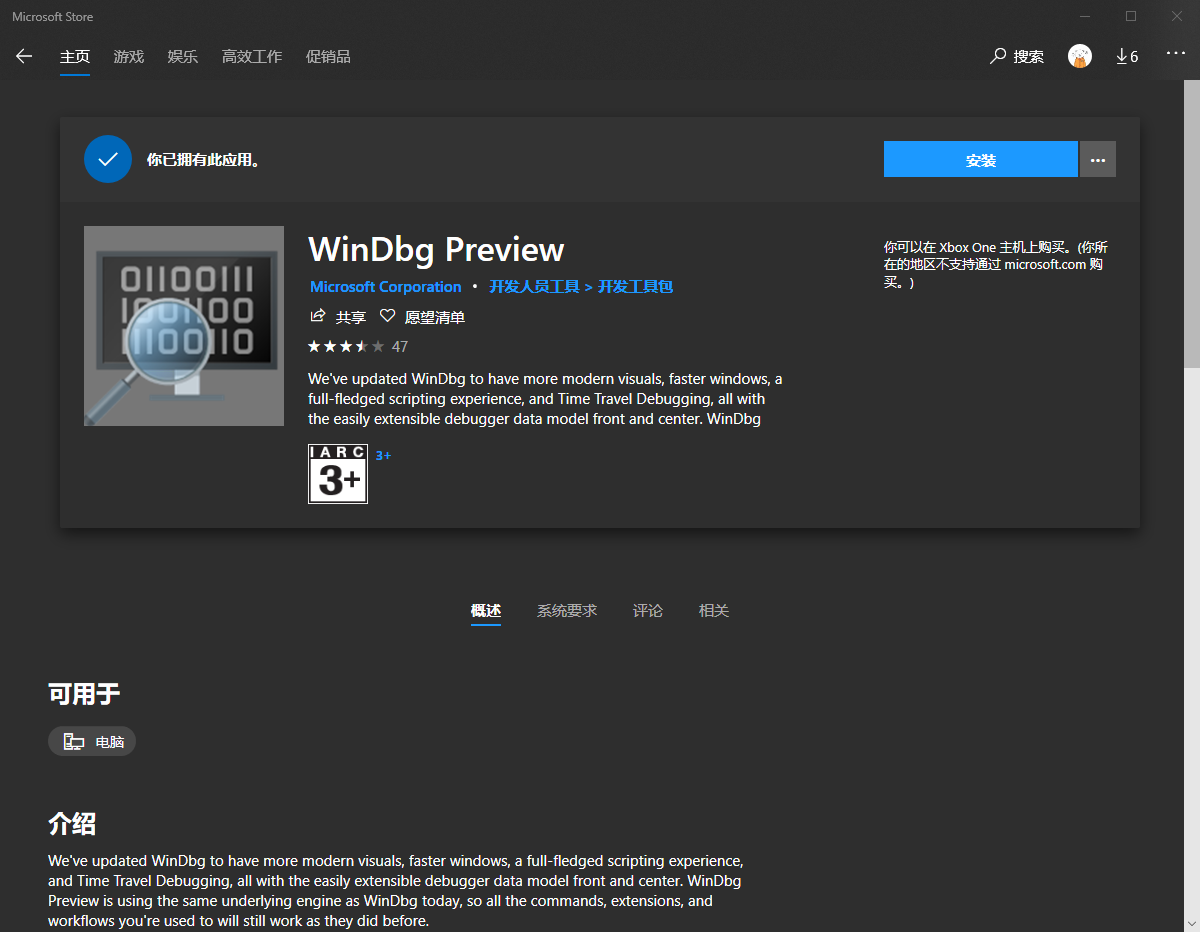 Microsoft Store
主页 游戏 娱乐 高效工作 促销品 搜索 6
你已拥有此应用。 安装
WinDbg Preview
你可以在 Xbox One 主机上购买。(你所
在的地区不支持通过 microsoft.com 购
买。)
Microsoft Corporation • 开发人员工具 > 开发工具包
共享 愿望清单
47
We've updated WinDbg to have more modern visuals, faster windows, a
full-fledged scripting experience, and Time Travel Debugging, all with
the easily extensible debugger data model front and center. WinDbg
01100111
1001100
1100110
IARC
3+
3+
概述 系统要求 评论 相关
可用于
电脑
介绍
We've updated WinDbg to have more modern visuals, faster windows, a full-fledged scripting experience,
and Time Travel Debugging, all with the easily extensible debugger data model front and center. WinDbg
Preview is using the same underlying engine as WinDbg today, so all the commands, extensions, and
workflows you're used to will still work as they did before.